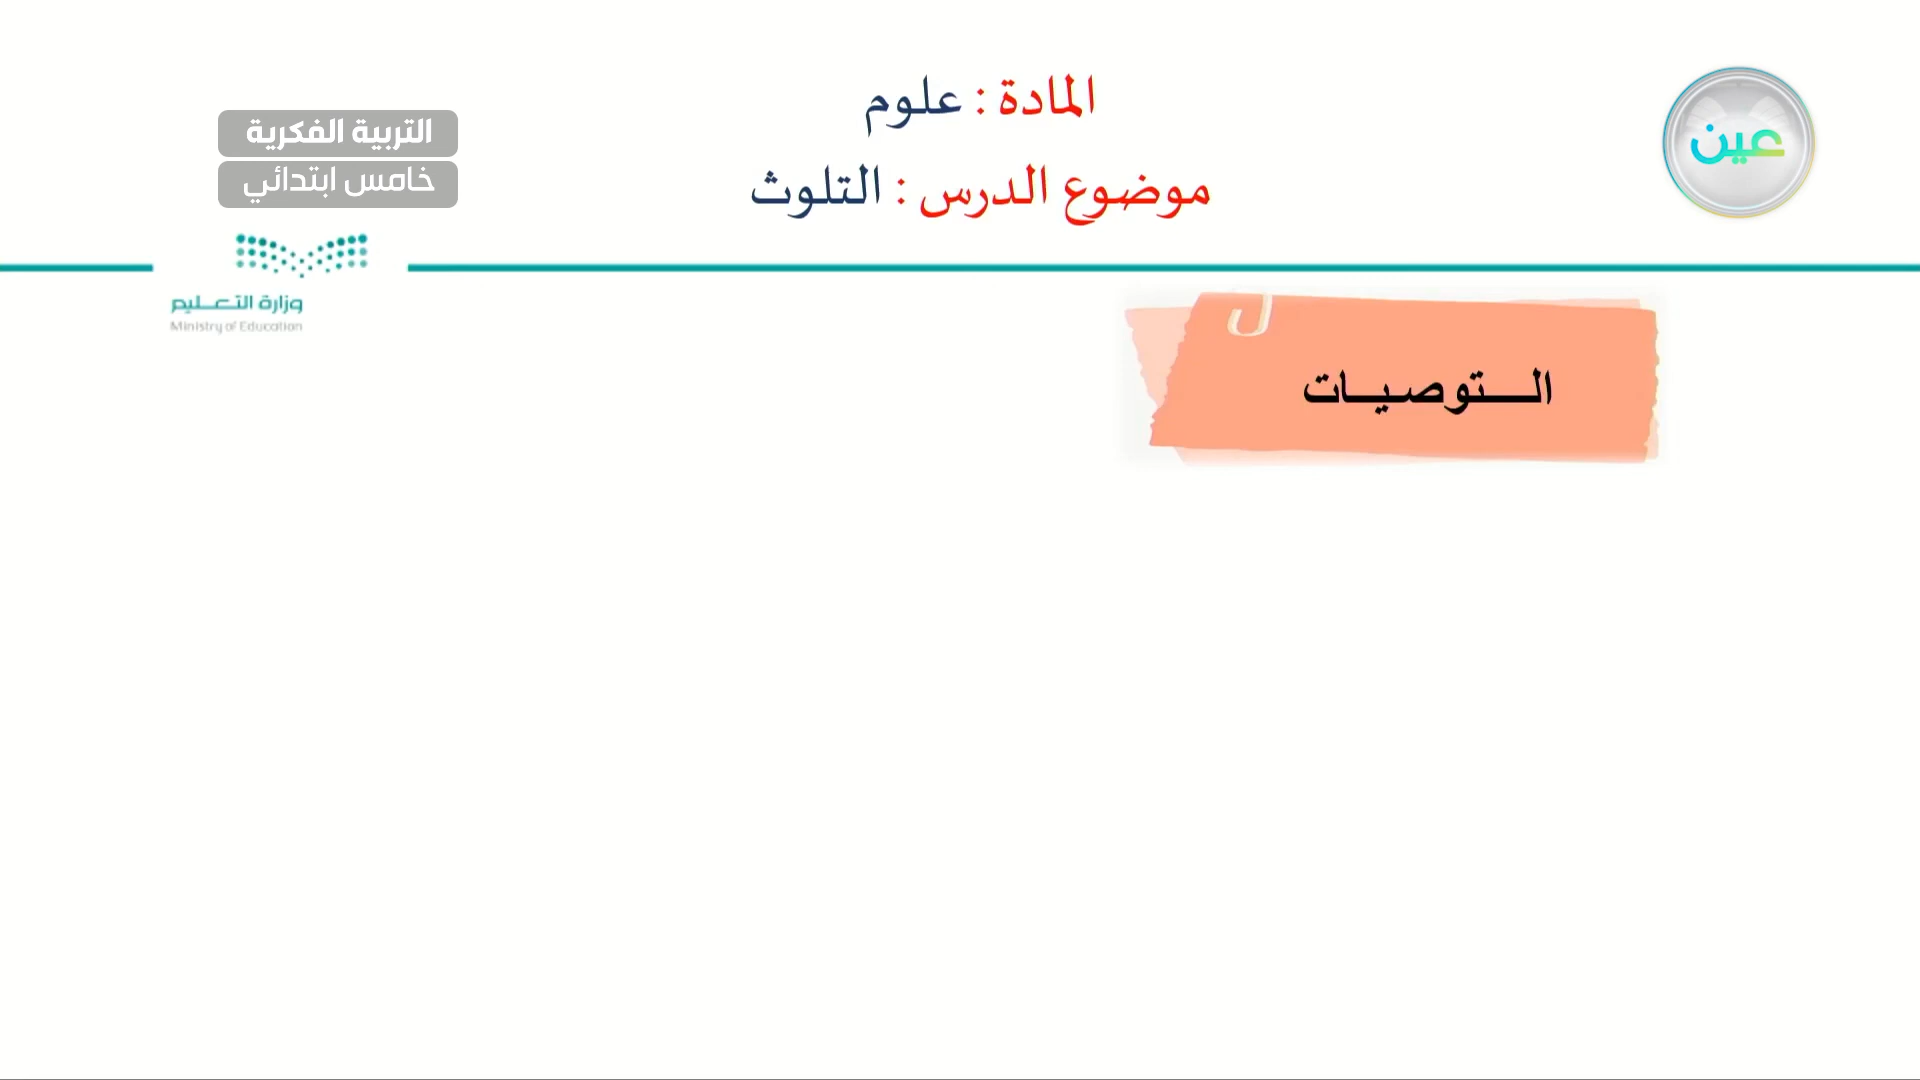 المادة : علوم
موضوع الدرس : التلوث
عين
التربية الفكرية
خامس ابتدائي
وزارة التعليم
Ministry of Education
التوصيات